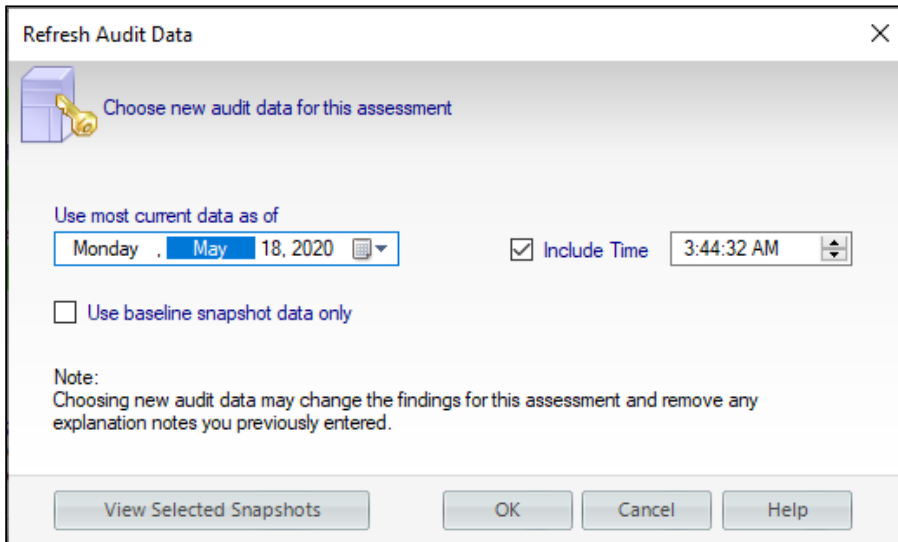 Refresh Audit Data
Choose new audit data for this assessment
Use most current data as of
Monday , May 18, 2020
Include Time 3:44:32 AM
Use baseline snapshot data only
Note:
Choosing new audit data may change the findings for this assessment and remove any
explanation notes you previously entered.
View Selected Snapshots OK Cancel Help